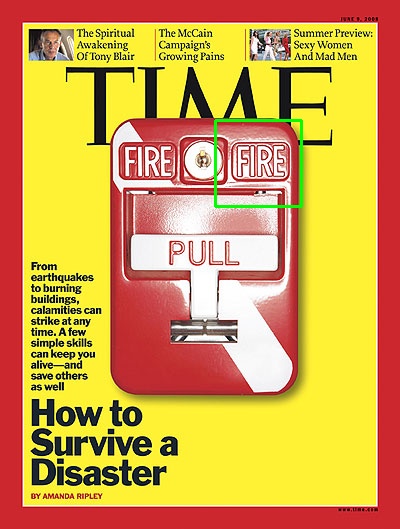 JUNE 9, 2008
The Spiritual
Awakening
Of Tony Blair
The McCain
Campaign's
Growing Pains
Summer Preview:
Sexy Women
And Mad Men
TIME
FIRE
FIRE
PULL
From
earthquakes
to burning
buildings,
calamities can
strike at any
time. A few
simple skills
can keep you
alive—and
save others
as well
How to
Survive a
Disaster
BY AMANDA RIPLEY
www.time.com